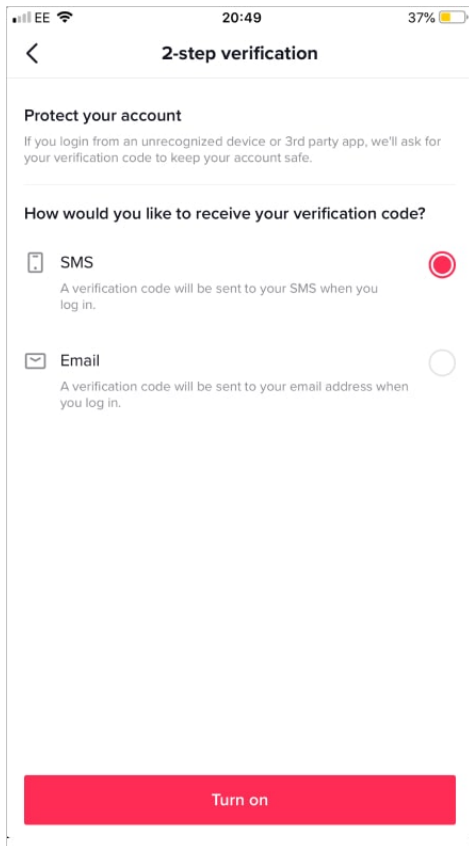 EE 20:49 37%
2-step verification
Protect your account
If you login from an unrecognized device or 3rd party app, we'll ask for
your verification code to keep your account safe.
How would you like to receive your verification code?
SMS
A verification code will be sent to your SMS when you
log in.
Email
A verification code will be sent to your email address when
you log in.
Turn on